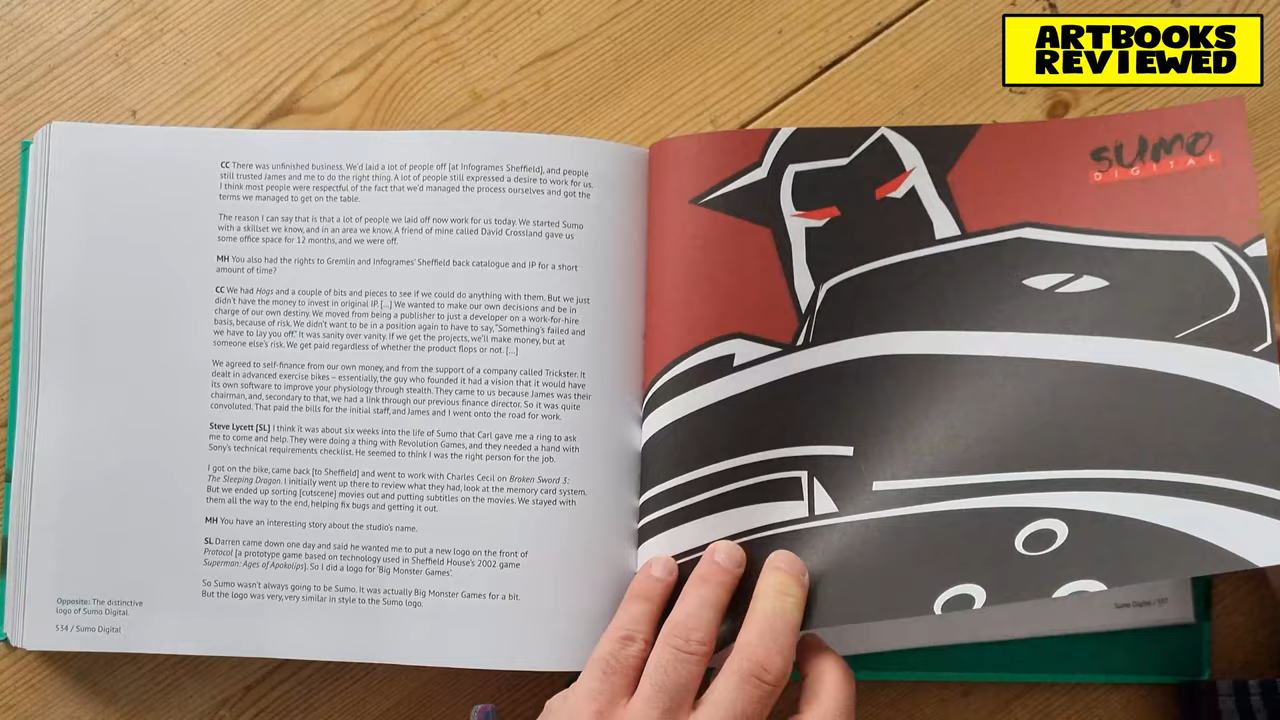 ARTBOOKS
REVIEWED
CC There was unfinished business. We'd laid a lot of people off [at Infogrames Sheffield], and people
still trusted James and me to do the right thing. A lot of people still expressed a desire to work for us.
I think most people were respectful of the fact that we'd managed the process ourselves and got the
terms we managed to get on the table.
The reason I can say that is that a lot of people we laid off now work for us today. We started Sumo
with a skillset we know, and in an area we know. A friend of mine called David Crossland gave us
some office space for 12 months, and we were off.
MH You also had the rights to Gremlin and Infogrames' Sheffield back catalogue and IP for a short
amount of time?
CC We had Hogs and a couple of bits and pieces to see if we could do anything with them. But we just
didn't have the money to invest in original IP. [...] We wanted to make our own decisions and be in
charge of our own destiny. We moved from being a publisher to just a developer on a work-for-hire
basis, because of risk. We didn't want to be in a position again to have to say, "Something's failed and
we have to lay you off." It was sanity over vanity. If we get the projects, we'll make money, but at
someone else's risk. We get paid regardless of whether the product flops or not. [...]
We agreed to self-finance from our own money, and from the support of a company called Trickster. It
dealt in advanced exercise bikes – essentially, the guy who founded it had a vision that it would have
its own software to improve your physiology through stealth. They came to us because James was their
chairman, and, secondary to that, we had a link through our previous finance director. So it was quite
convoluted. That paid the bills for the initial staff, and James and I went onto the road for work.
Steve Lycett [SL] I think it was about six weeks into the life of Sumo that Carl gave me a ring to ask
me to come and help. They were doing a thing with Revolution Games, and they needed a hand with
Sony's technical requirements checklist. He seemed to think I was the right person for the job.
I got on the bike, came back [to Sheffield] and went to work with Charles Cecil on Broken Sword 3:
The Sleeping Dragon. I initially went up there to review what they had, look at the memory card system.
But we ended up sorting [cutscene] movies out and putting subtitles on the movies. We stayed with
them all the way to the end, helping fix bugs and getting it out.
MH You have an interesting story about the studio's name.
SL Darren came down one day and said he wanted me to put a new logo on the front of
Protocol [a prototype game based on technology used in Sheffield House's 2002 game
Superman: Ages of Apokolips]. So I did a logo for 'Big Monster Games'.
So Sumo wasn't always going to be Sumo. It was actually Big Monster Games for a bit.
But the logo was very, very similar in style to the Sumo logo.
Opposite: The distinctive
logo of Sumo Digital.
534 / Sumo Digital
SUMO
DIGITAL
Sumo Digital /